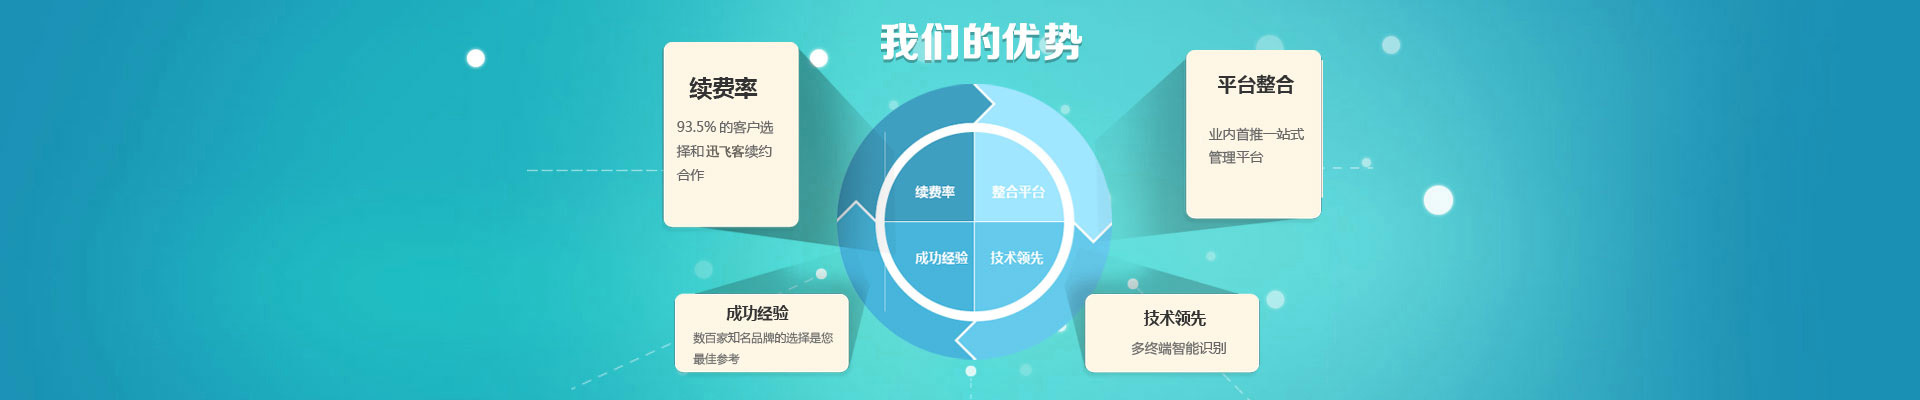 我们的优势
续费率
93.5% 的客户选
择和 迅飞客续约
合作
平台整合
业内首推一站式
管理平台
续费率
整合平台
成功经验
技术领先
成功经验
数百家知名品牌的选择是您
最佳参考
技术领先
多终端智能识别